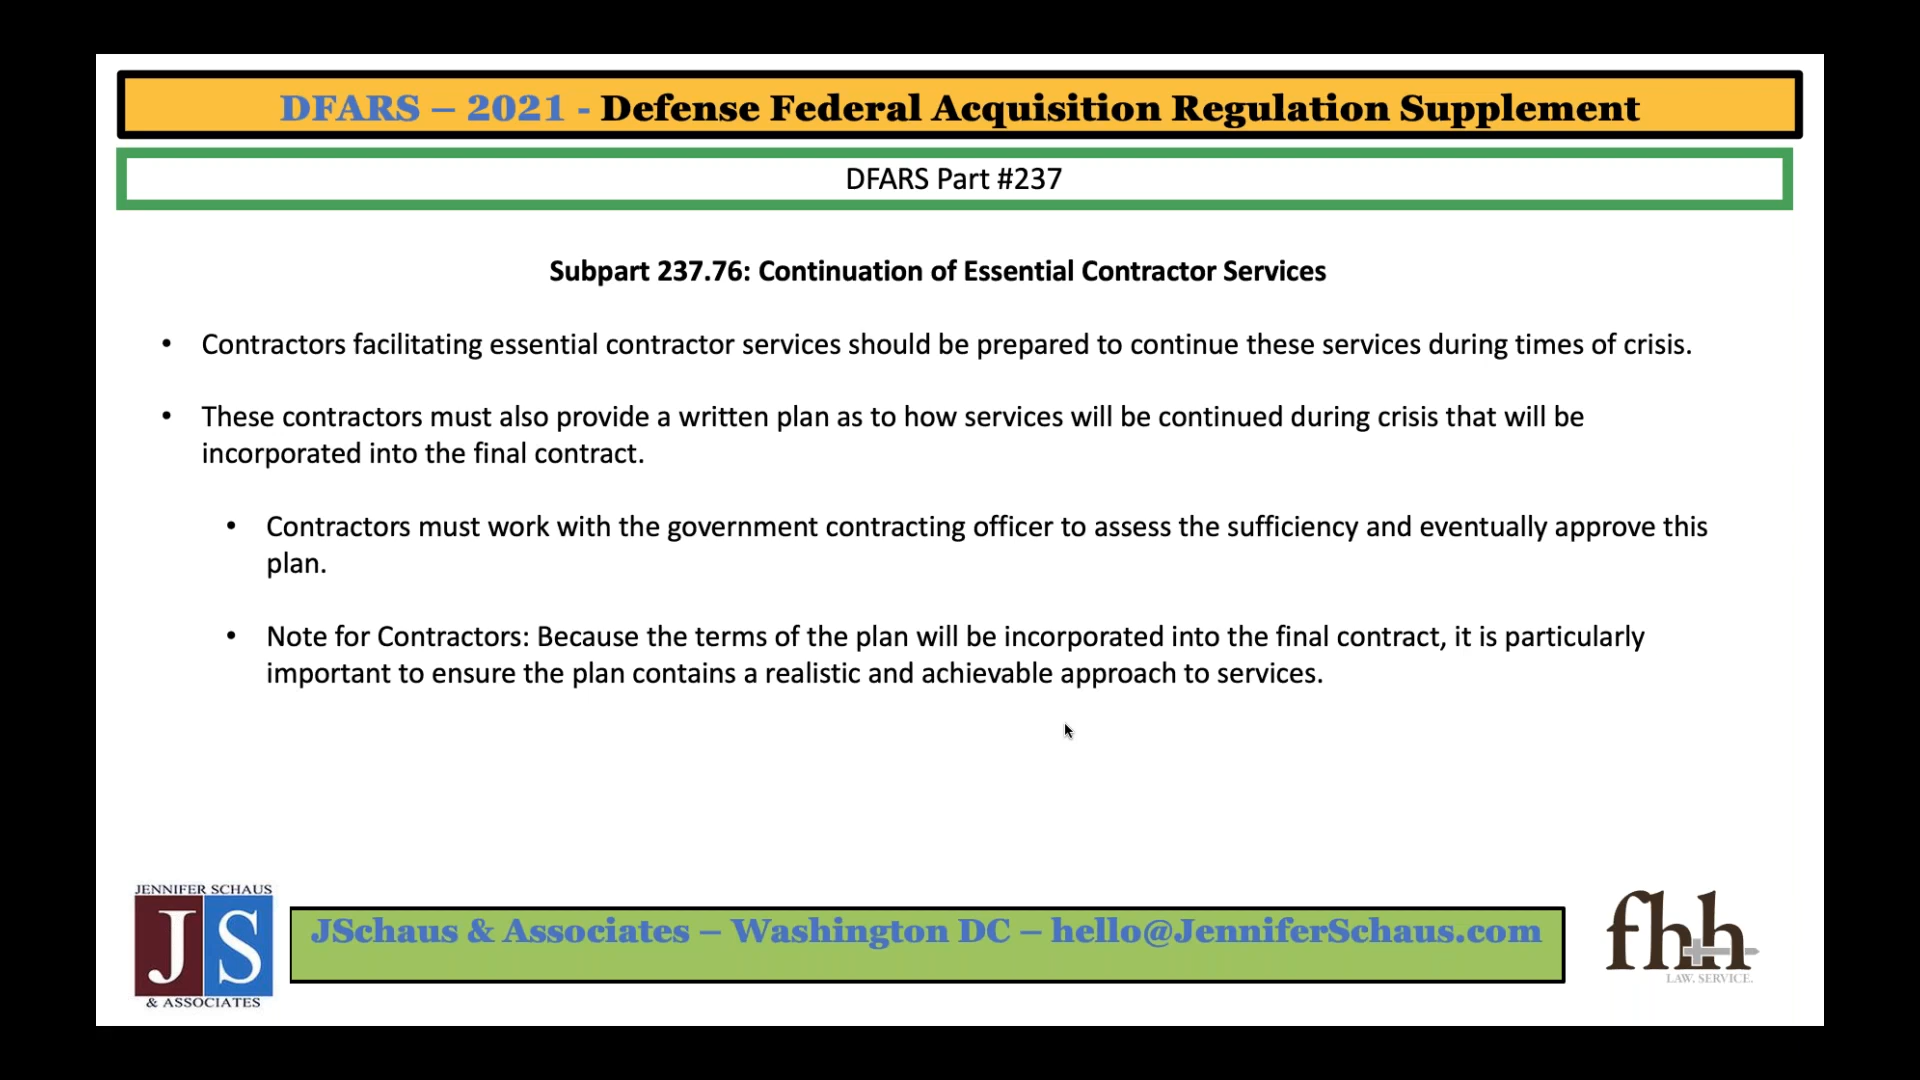 DFARS – 2021 - Defense Federal Acquisition Regulation Supplement
DFARS Part #237
Subpart 237.76: Continuation of Essential Contractor Services
• Contractors facilitating essential contractor services should be prepared to continue these services during times of crisis.
• These contractors must also provide a written plan as to how services will be continued during crisis that will be
incorporated into the final contract.
• Contractors must work with the government contracting officer to assess the sufficiency and eventually approve this
plan.
• Note for Contractors: Because the terms of the plan will be incorporated into the final contract, it is particularly
important to ensure the plan contains a realistic and achievable approach to services.
JENNIFER SCHAUS
JS
& ASSOCIATES
JSchaus & Associates – Washington DC – hello@JenniferSchaus.com
fhh
LAW. SERVICE.